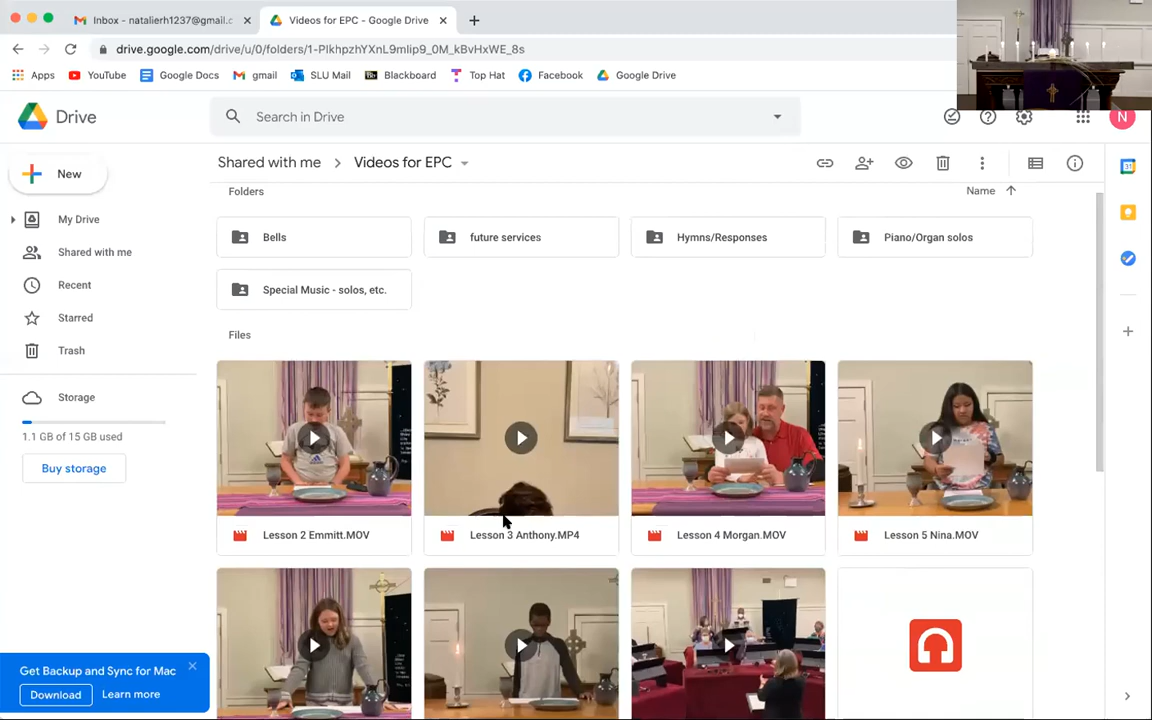 Inbox - natalierh1237@gmail.c
Videos for EPC - Google Drive
drive.google.com/drive/u/0/folders/1-PIkhpzhYXnL9mlip9_0M_kBvHxWE_8s
Apps YouTube Google Docs gmail SLU Mail Blackboard Top Hat Facebook Google Drive
Drive
Search in Drive
N
New
Shared with me > Videos for EPC
Folders
Name
My Drive
Shared with me
Recent
Starred
Trash
Storage
1.1 GB of 15 GB used
Buy storage
Bells
future services
Hymns/Responses
Piano/Organ solos
Special Music - solos, etc.
Files
Lesson 2 Emmitt.MOV
Lesson 3 Anthony.MP4
Lesson 4 Morgan.MOV
Lesson 5 Nina.MOV
Get Backup and Sync for Mac
Download Learn more